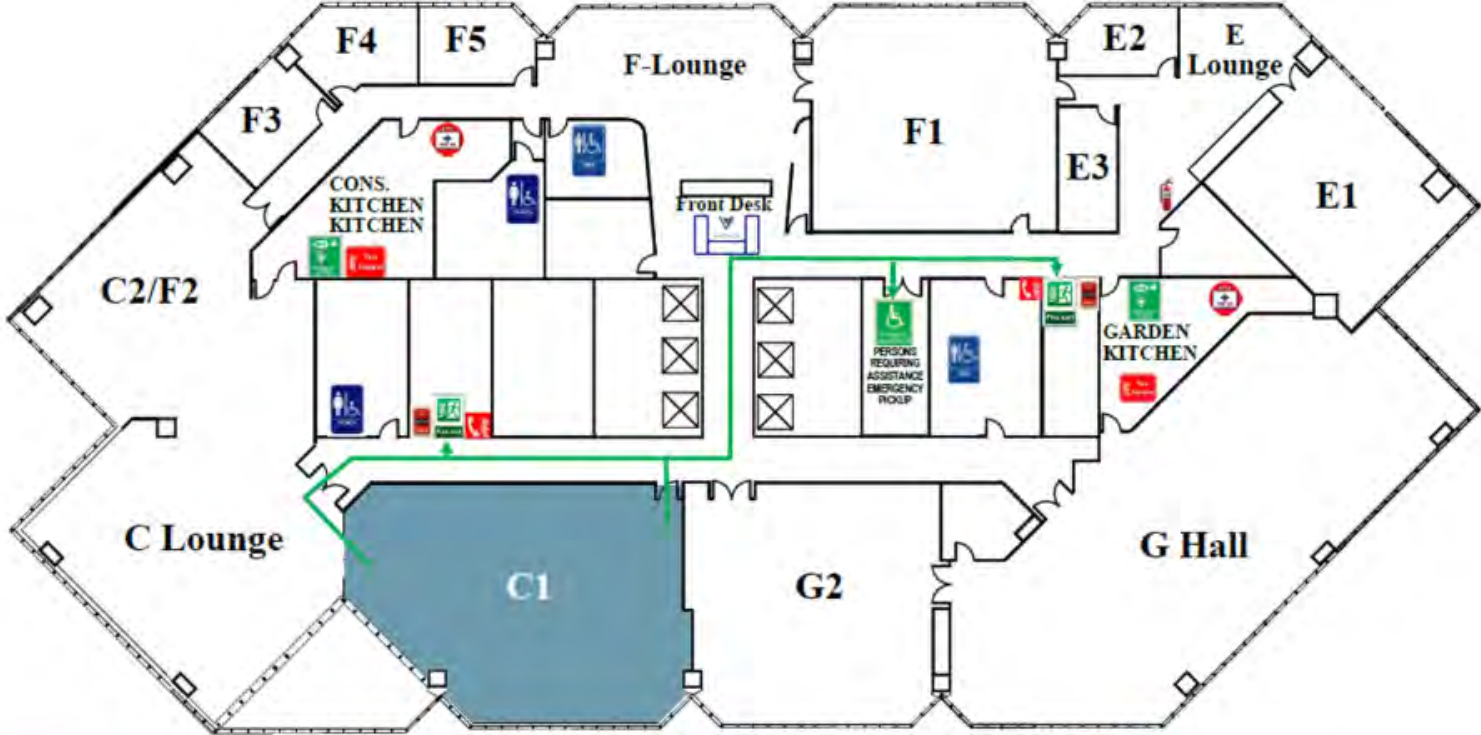 F4
F5
F-Lounge
E2
E
Lounge
F3
F1
CONS.
KITCHEN
KITCHEN
Front Desk
E3
E1
C2/F2
GARDEN
KITCHEN
PERSONS
REQUIRING
ASSISTANCE
EMERGENCY
PICKUP
C Lounge
C1
G2
G Hall